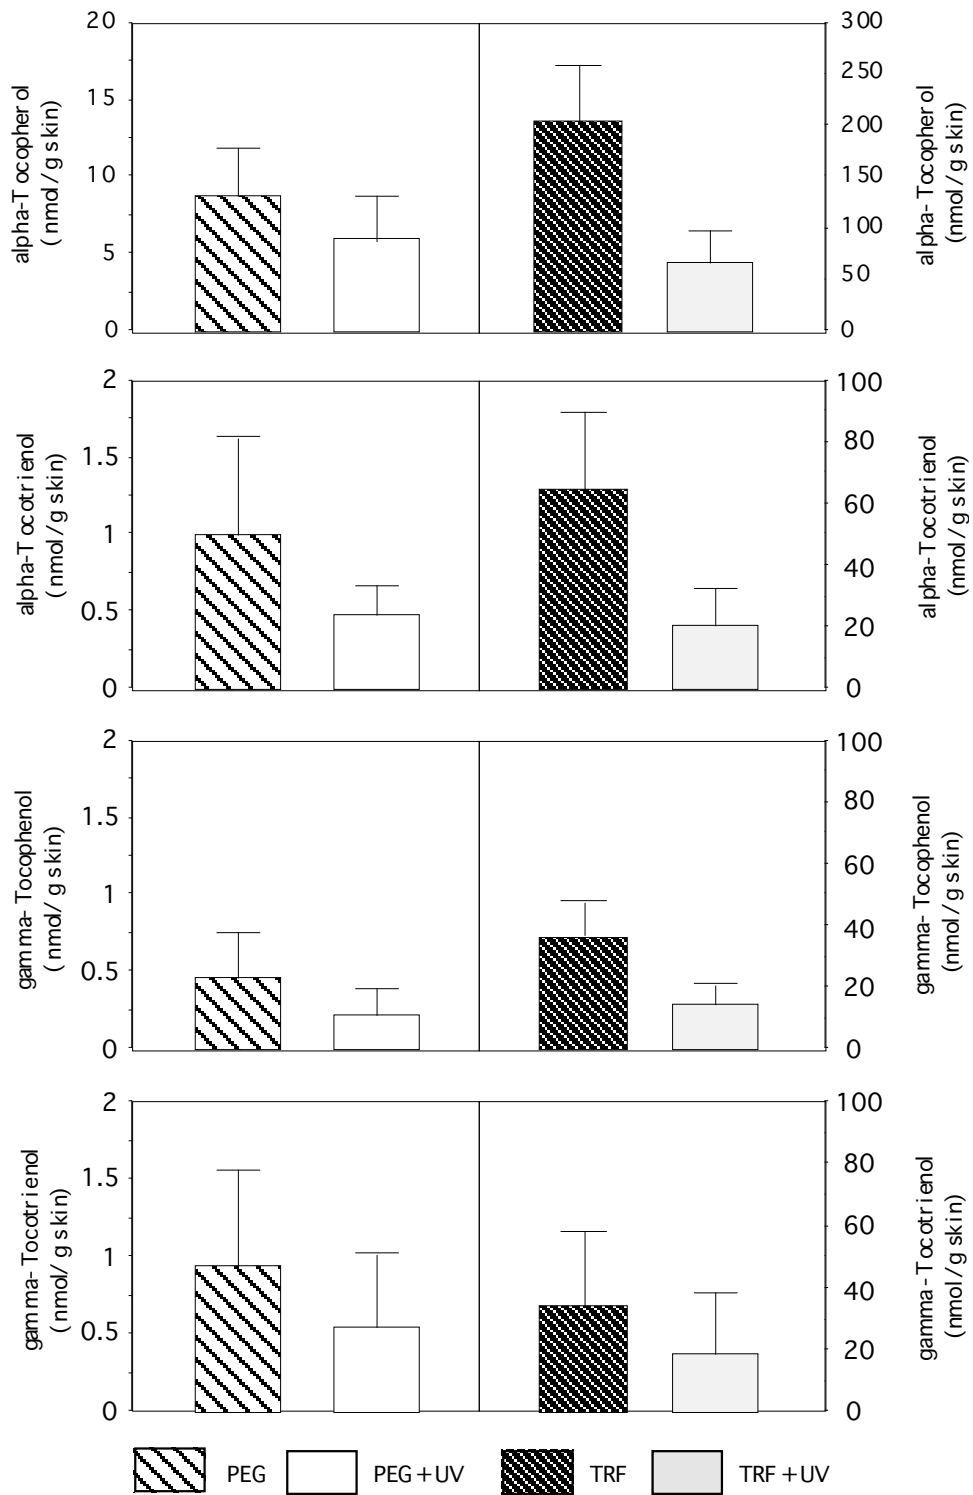 alpha-Tocopherol
(nmol/g skin)
20
15
10
5
0
300
250
200
150
100
50
0
alpha-Tocopherol
(nmol/g skin)
alpha-Tocotrienol
(nmol/g skin)
2
1.5
1
0.5
0
100
80
60
40
20
0
alpha-Tocotrienol
(nmol/g skin)
gamma-Tocophenol
(nmol/g skin)
2
1.5
1
0.5
0
100
80
60
40
20
0
gamma-Tocophenol
(nmol/g skin)
gamma-Tocotrienol
(nmol/g skin)
2
1.5
1
0.5
0
100
80
60
40
20
0
gamma-Tocotrienol
(nmol/g skin)
PEG PEG+UV TRF TRF+UV